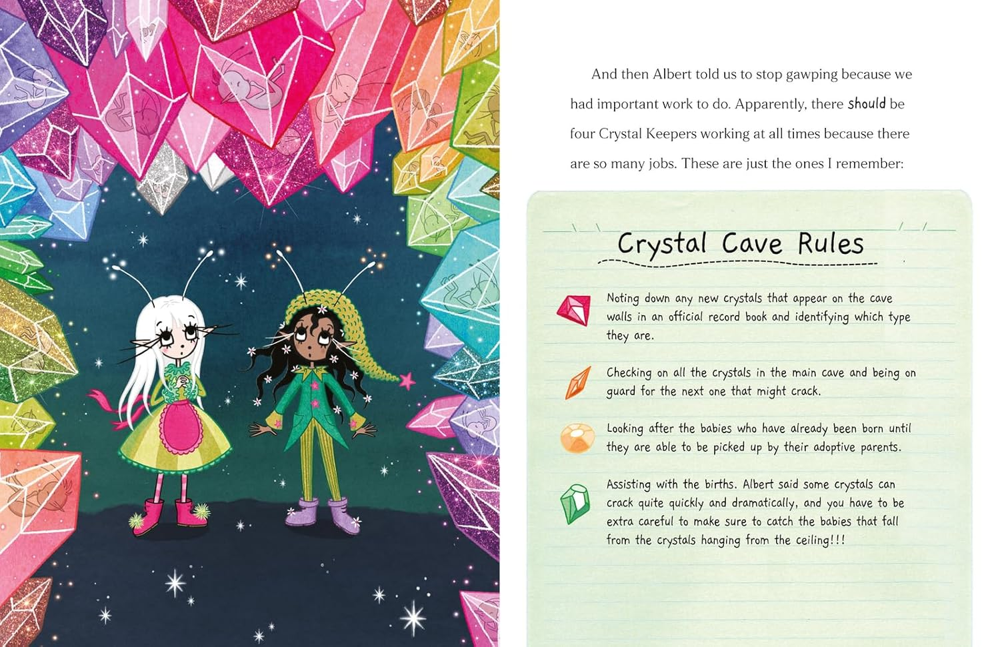 And then Albert told us to stop gawping because we
had important work to do. Apparently, there should be
four Crystal Keepers working at all times because there
are so many jobs. These are just the ones I remember:
Crystal Cave Rules
Noting down any new crystals that appear on the cave
walls in an official record book and identifying which type
they are.
Checking on all the crystals in the main cave and being on
guard for the next one that might crack.
Looking after the babies who have already been born until
they are able to be picked up by their adoptive parents.
Assisting with the births. Albert said some crystals can
crack quite quickly and dramatically, and you have to be
extra careful to make sure to catch the babies that fall
from the crystals hanging from the ceiling!!!